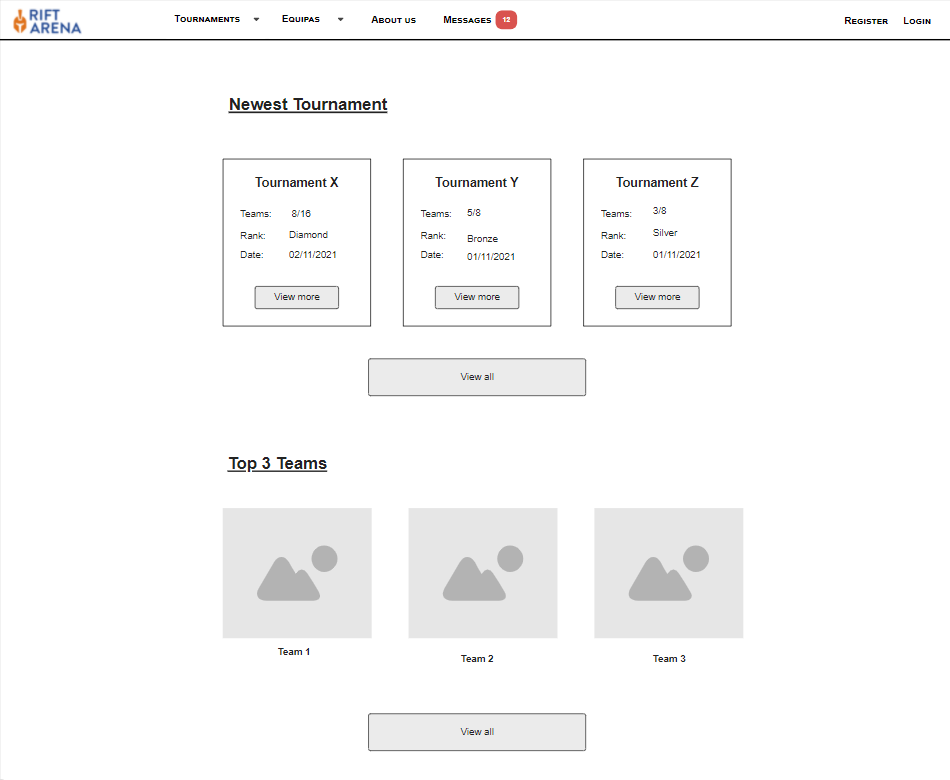 RIFT
ARENA
Tournaments Equipas About us Messages 12 Register Login
Newest Tournament
Tournament X Tournament Y Tournament Z
Teams: 8/16 Teams: 5/8 Teams: 3/8
Rank: Diamond Rank: Bronze Rank: Silver
Date: 02/11/2021 Date: 01/11/2021 Date: 01/11/2021
View more View more View more
View all
Top 3 Teams
Team 1 Team 2 Team 3
View all